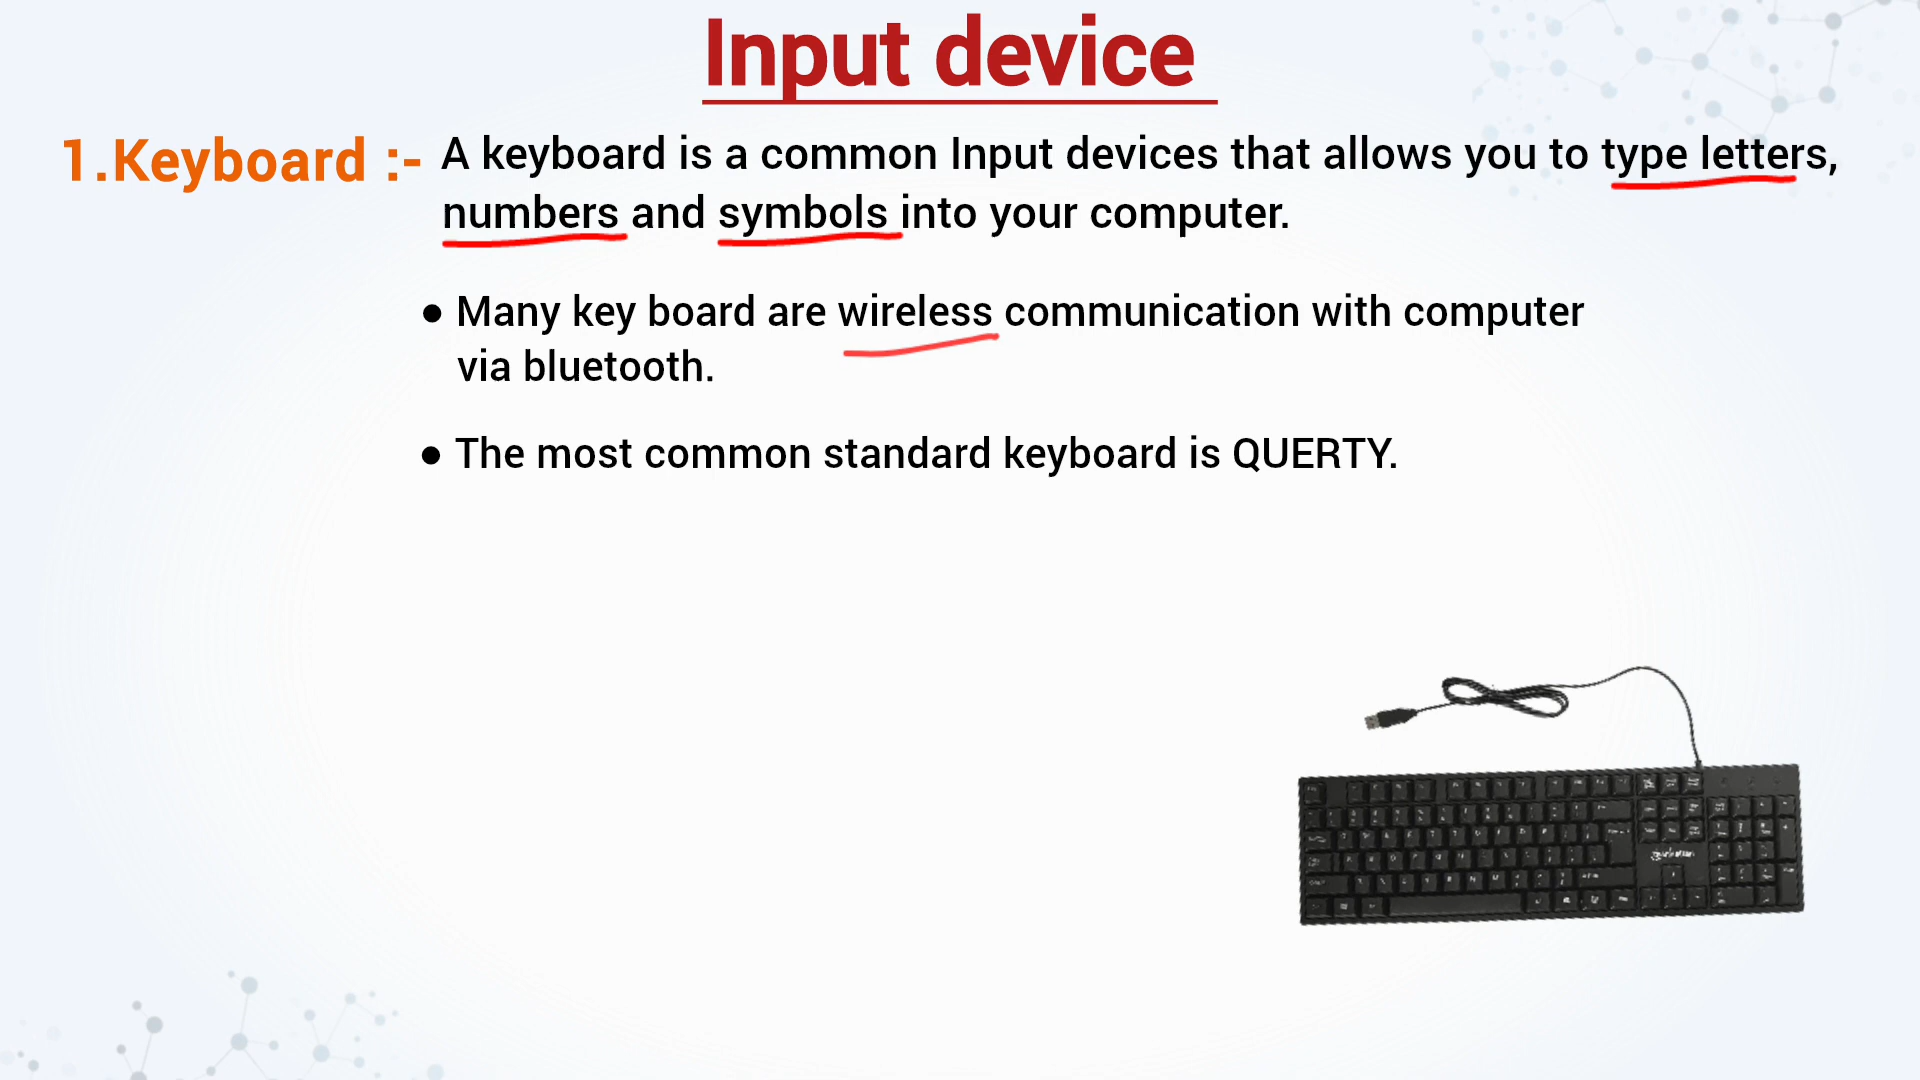 Input device
1.Keyboard :- A keyboard is a common Input devices that allows you to type letters,
numbers and symbols into your computer.
● Many key board are wireless communication with computer
via bluetooth.
● The most common standard keyboard is QUERTY.